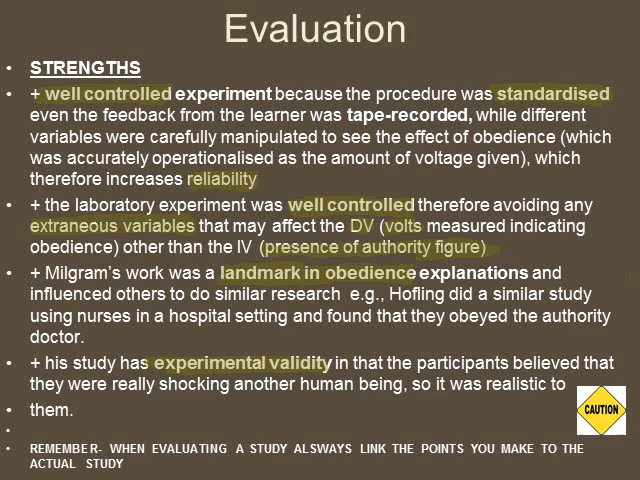 Evaluation
• STRENGTHS
• + well controlled experiment because the procedure was standardised
even the feedback from the learner was tape-recorded, while different
variables were carefully manipulated to see the effect of obedience (which
was accurately operationalised as the amount of voltage given), which
therefore increases reliability
• + the laboratory experiment was well controlled therefore avoiding any
extraneous variables that may affect the DV (volts measured indicating
obedience) other than the IV (presence of authority figure)
• + Milgram's work was a landmark in obedience explanations and
influenced others to do similar research e.g., Hofling did a similar study
using nurses in a hospital setting and found that they obeyed the authority
doctor.
• + his study has experimental validity in that the participants believed that
they were really shocking another human being, so it was realistic to
• them.
CAUTION
•
• REMEMBER- WHEN EVALUATING A STUDY ALSWAYS LINK THE POINTS YOU MAKE TO THE
ACTUAL STUDY